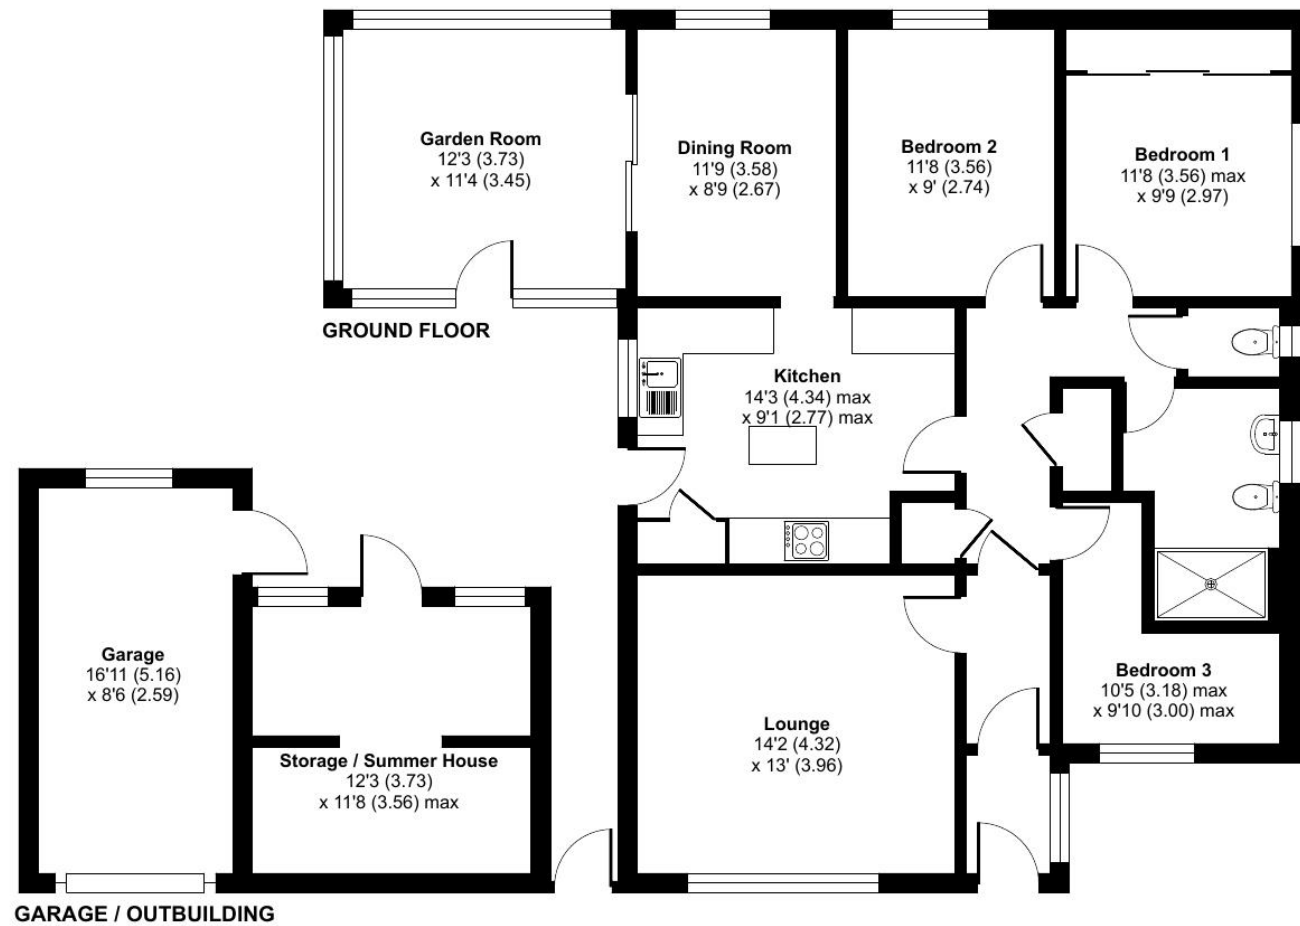 Garden Room
12'3 (3.73)
x 11'4 (3.45)
Dining Room
11'9 (3.58)
x 8'9 (2.67)
Bedroom 2
11'8 (3.56)
x 9' (2.74)
Bedroom 1
11'8 (3.56) max
x 9'9 (2.97)
GROUND FLOOR
Kitchen
14'3 (4.34) max
x 9'1 (2.77) max
Garage
16'11 (5.16)
x 8'6 (2.59)
Storage / Summer House
12'3 (3.73)
x 11'8 (3.56) max
Lounge
14'2 (4.32)
x 13' (3.96)
Bedroom 3
10'5 (3.18) max
x 9'10 (3.00) max
GARAGE / OUTBUILDING